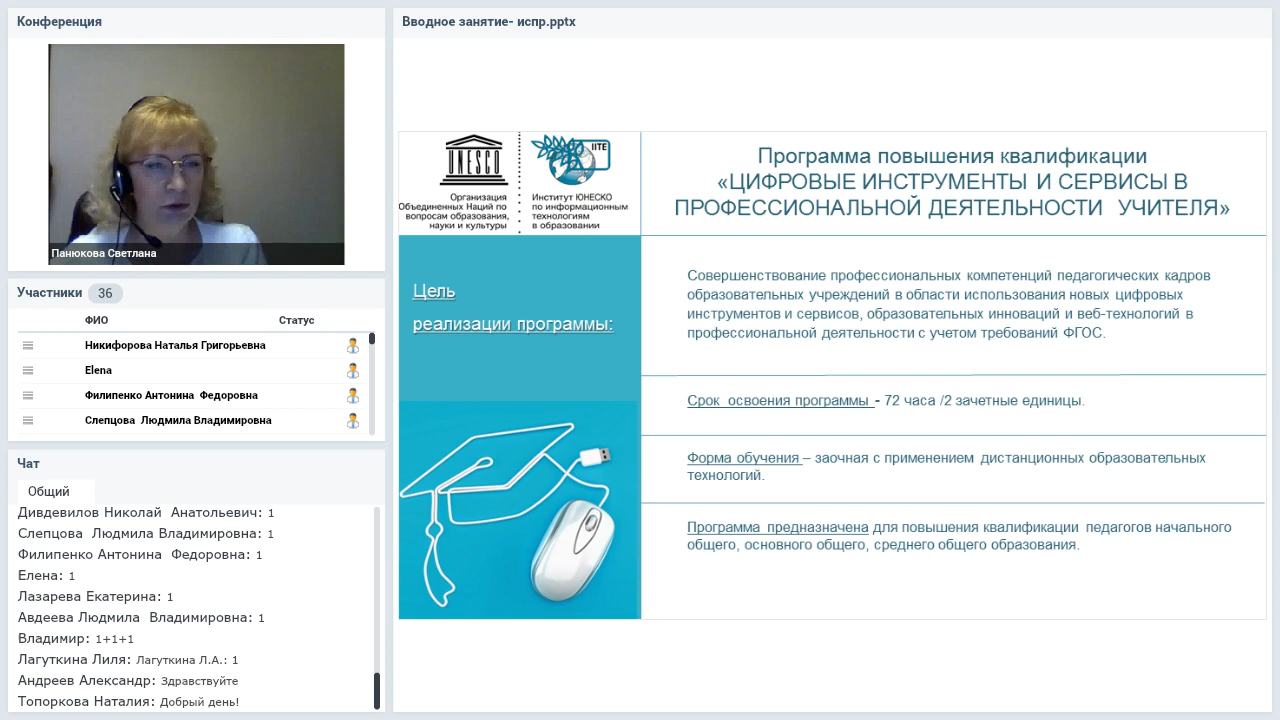 Конференция
Панюкова Светлана
Участники 36
ФИО Статус
Никифорова Наталья Григорьевна
Elena
Филипенко Антонина Федоровна
Слепцова Людмила Владимировна
Чат
Общий
Дивдевилов Николай Анатольевич: 1
Слепцова Людмила Владимировна: 1
Филипенко Антонина Федоровна: 1
Елена: 1
Лазарева Екатерина: 1
Авдеева Людмила Владимировна: 1
Владимир: 1+1+1
Лагуткина Лиля: Лагуткина Л.А.: 1
Андреев Александр: Здравствуйте
Топоркова Наталия: Добрый день!
Вводное занятие- испр.pptx
UNESCO
Организация
Объединенных Наций по
вопросам образования,
науки и культуры
IITE
Институт ЮНЕСКО
по информационным
технологиям
в образовании
Программа повышения квалификации
«ЦИФРОВЫЕ ИНСТРУМЕНТЫ И СЕРВИСЫ В
ПРОФЕССИОНАЛЬНОЙ ДЕЯТЕЛЬНОСТИ УЧИТЕЛЯ»
Цель
реализации программы:
Совершенствование профессиональных компетенций педагогических кадров
образовательных учреждений в области использования новых цифровых
инструментов и сервисов, образовательных инноваций и веб-технологий в
профессиональной деятельности с учетом требований ФГОС.
Срок освоения программы - 72 часа /2 зачетные единицы.
Форма обучения – заочная с применением дистанционных образовательных
технологий.
Программа предназначена для повышения квалификации педагогов начального
общего, основного общего, среднего общего образования.